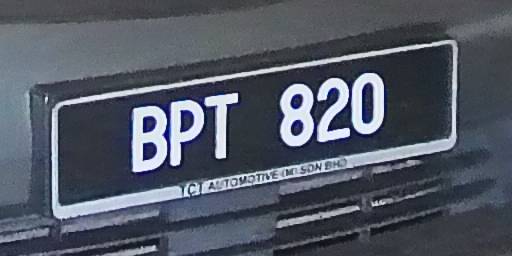 BPT 820
TCT AUTOMOTIVE (M) SDN BHD